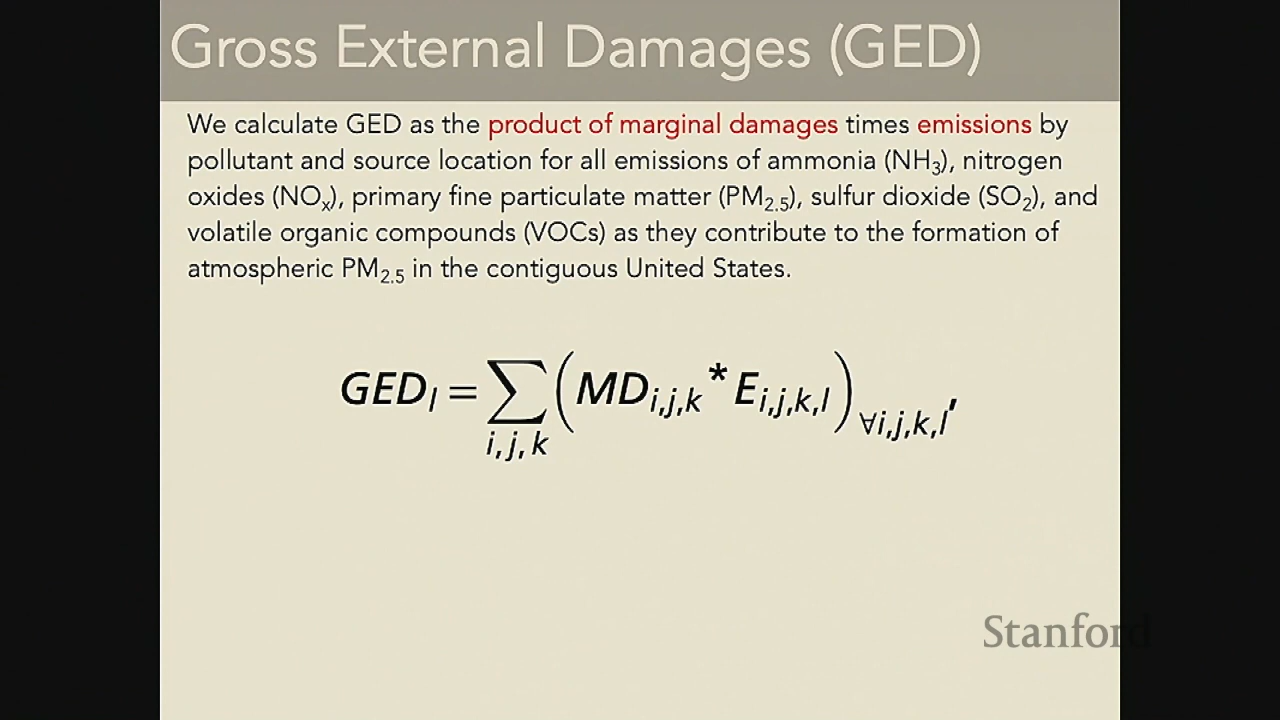 Gross External Damages (GED)
We calculate GED as the product of marginal damages times emissions by
pollutant and source location for all emissions of ammonia (NH₃), nitrogen
oxides (NOₓ), primary fine particulate matter (PM₂.₅), sulfur dioxide (SO₂), and
volatile organic compounds (VOCs) as they contribute to the formation of
atmospheric PM₂.₅ in the contiguous United States.
GED_l = ∑_{i,j,k} (MD_{i,j,k} * E_{i,j,k,l})_{∀i,j,k,l},
Stanford